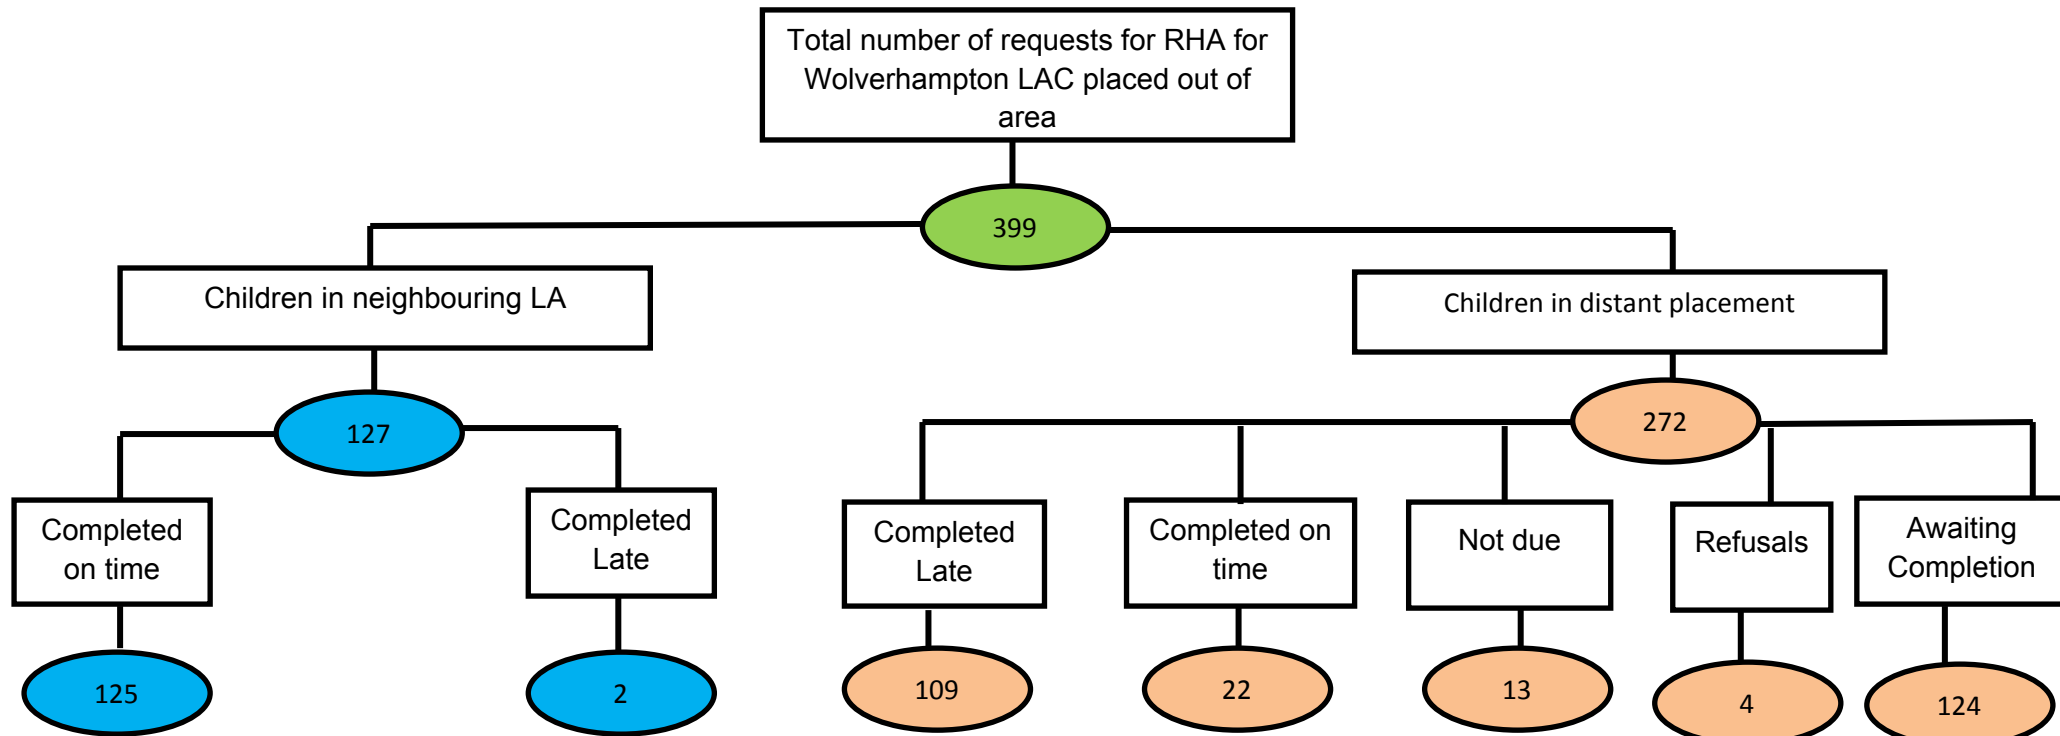 Total number of requests for RHA for
Wolverhampton LAC placed out of
area
399
Children in neighbouring LA
Children in distant placement
127
272
Completed
on time
Completed
Late
Completed
Late
Completed on
time
Not due
Refusals
Awaiting
Completion
125
2
109
22
13
4
124